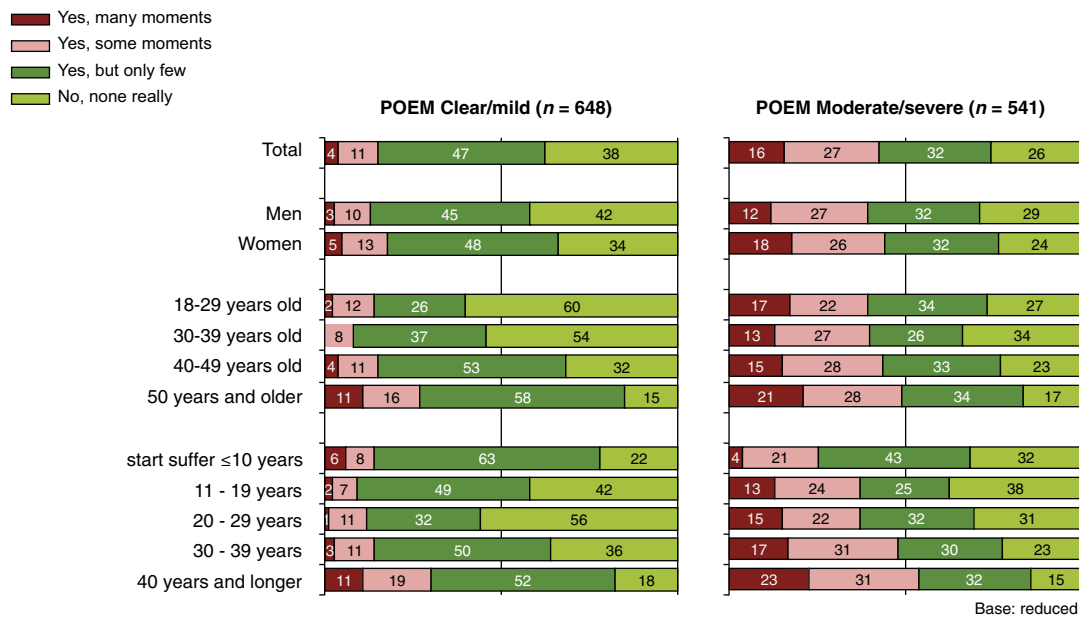 Yes, many moments
Yes, some moments
Yes, but only few
No, none really
POEM Clear/mild (n = 648) POEM Moderate/severe (n = 541)
Total 4 11 47 38 16 27 32 26
Men 3 10 45 42 12 27 32 29
Women 5 13 48 34 18 26 32 24
18-29 years old 2 12 26 60 17 22 34 27
30-39 years old 8 37 54 13 27 26 34
40-49 years old 4 11 53 32 15 28 33 23
50 years and older 11 16 58 15 21 28 34 17
start suffer ≤10 years 6 8 63 22 4 21 43 32
11 - 19 years 2 7 49 42 13 24 25 38
20 - 29 years 1 11 32 56 15 22 32 31
30 - 39 years 3 11 50 36 17 31 30 23
40 years and longer 11 19 52 18 23 31 32 15
Base: reduced